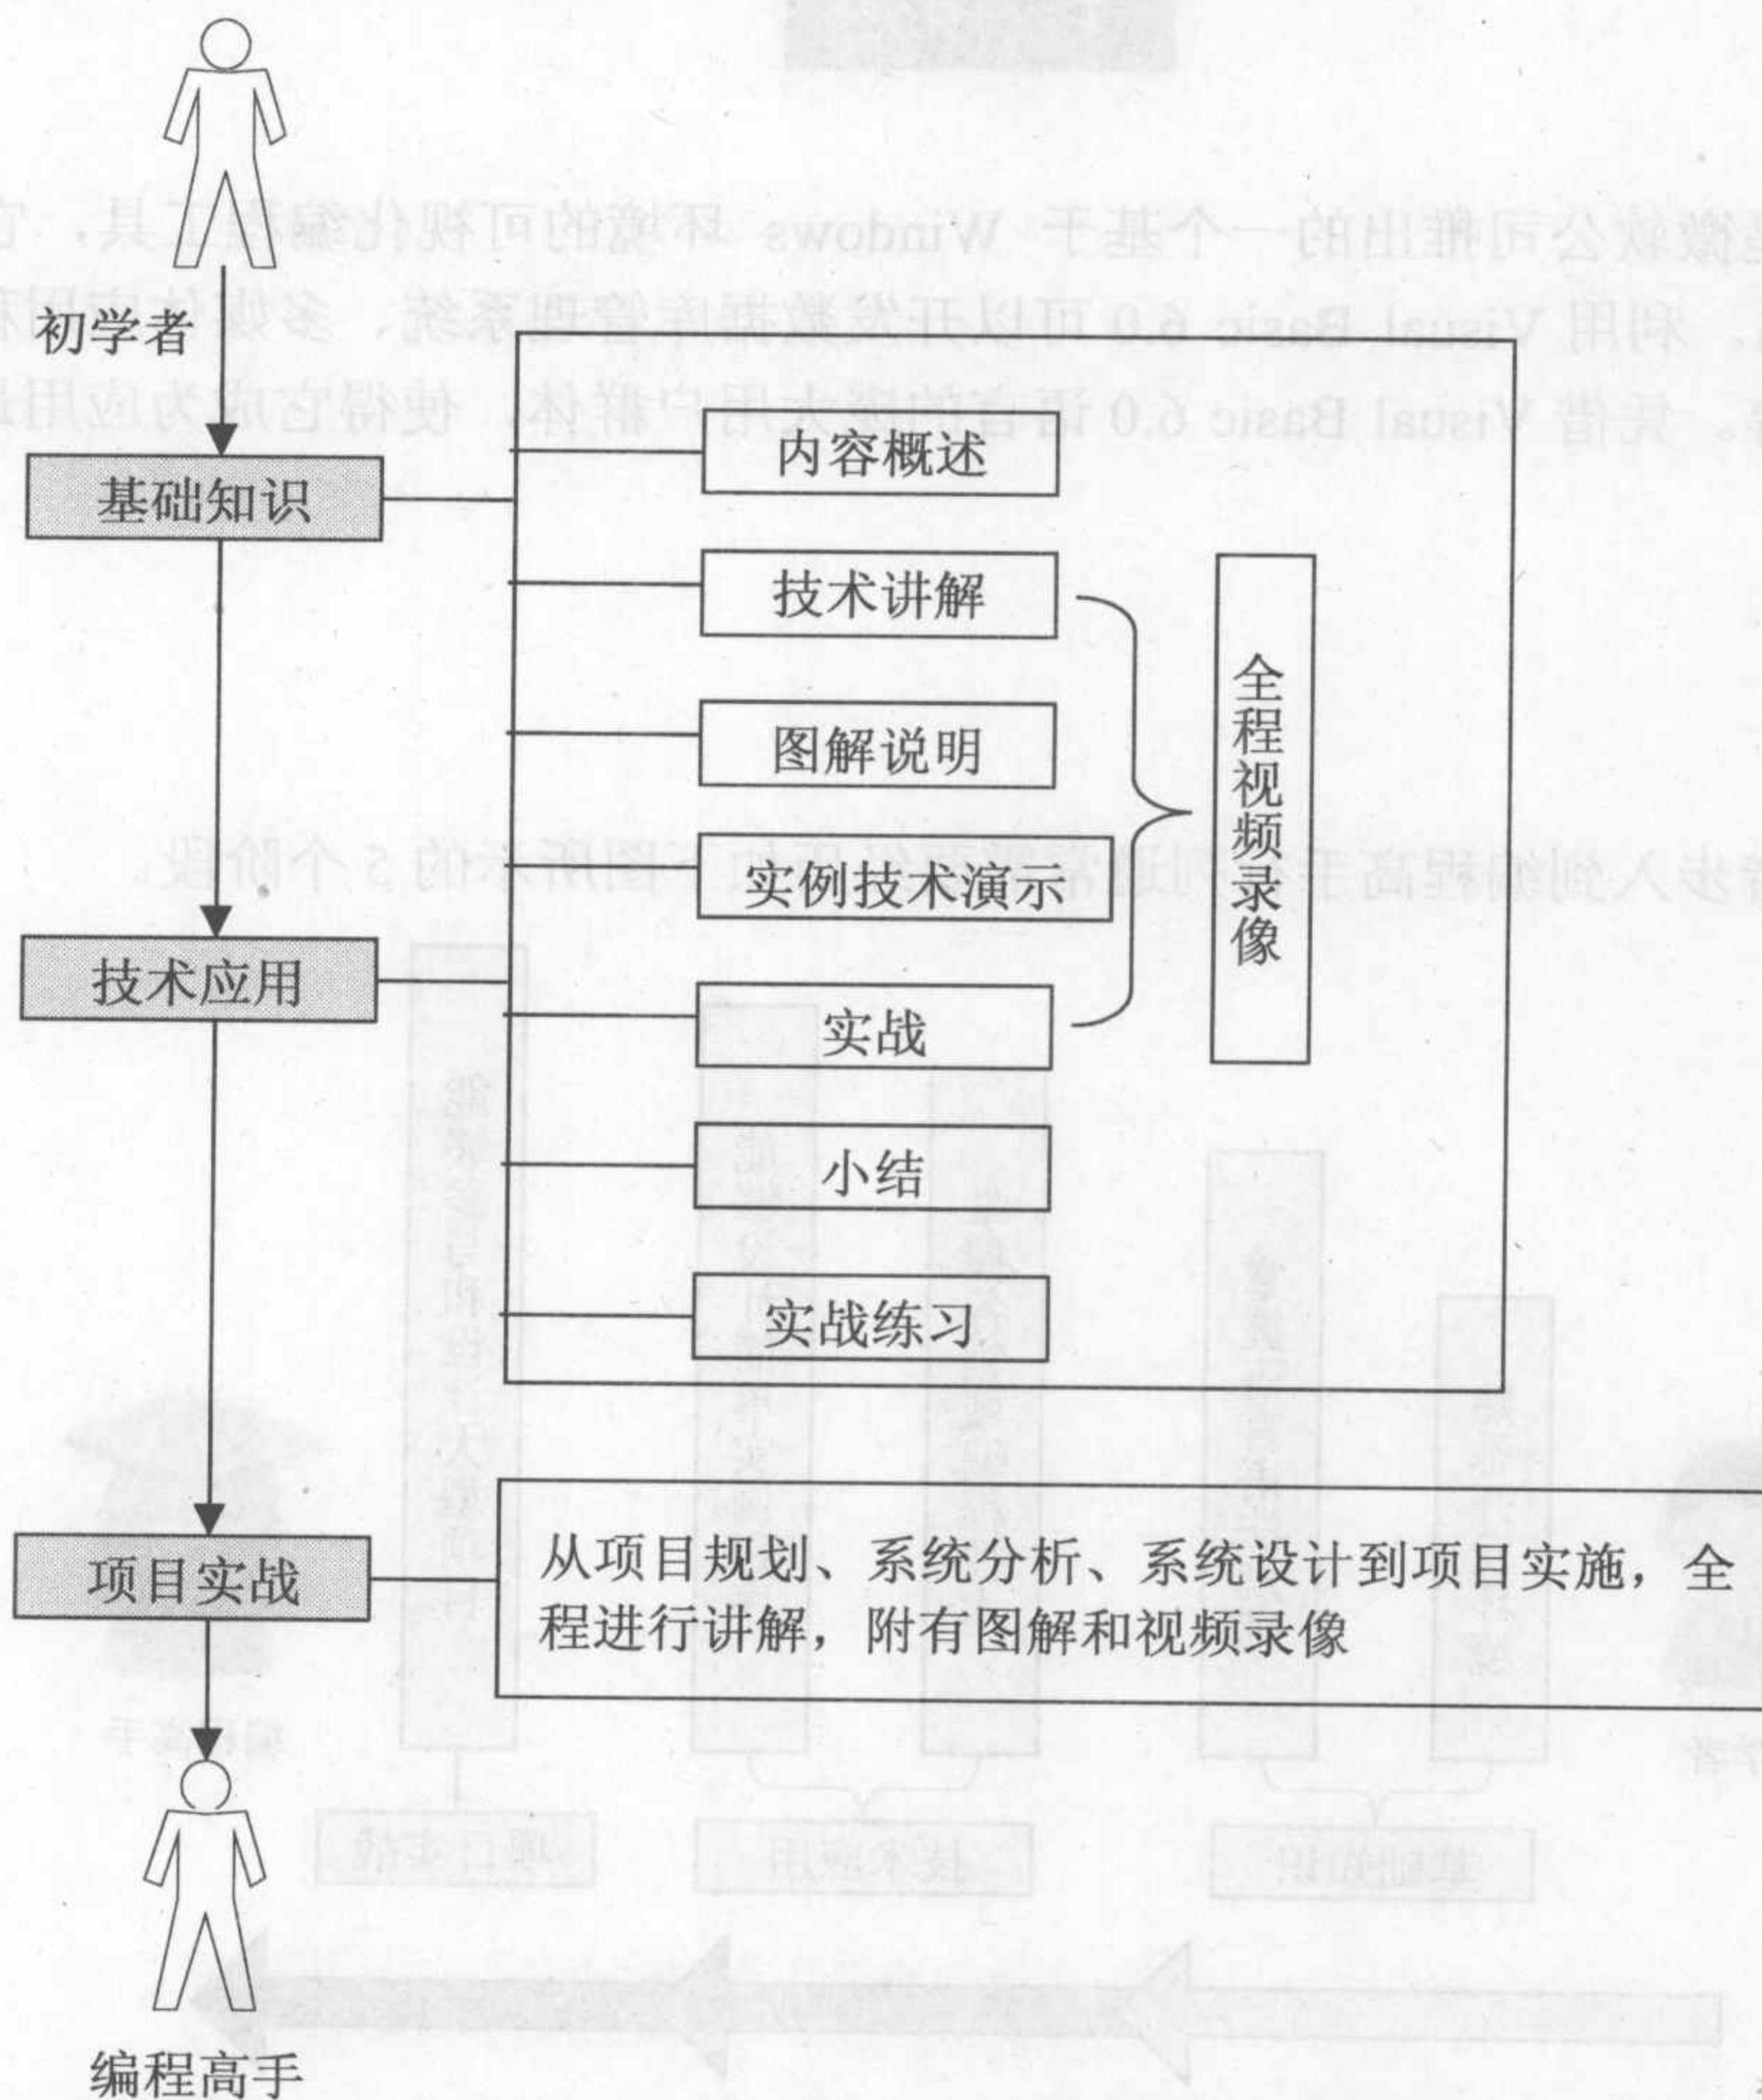 初学者
基础知识
内容概述
技术讲解
图解说明
实例技术演示
实战
小结
实战练习
全程视频录像
技术应用
项目实战
从项目规划、系统分析、系统设计到项目实施，全
程进行讲解，附有图解和视频录像
编程高手